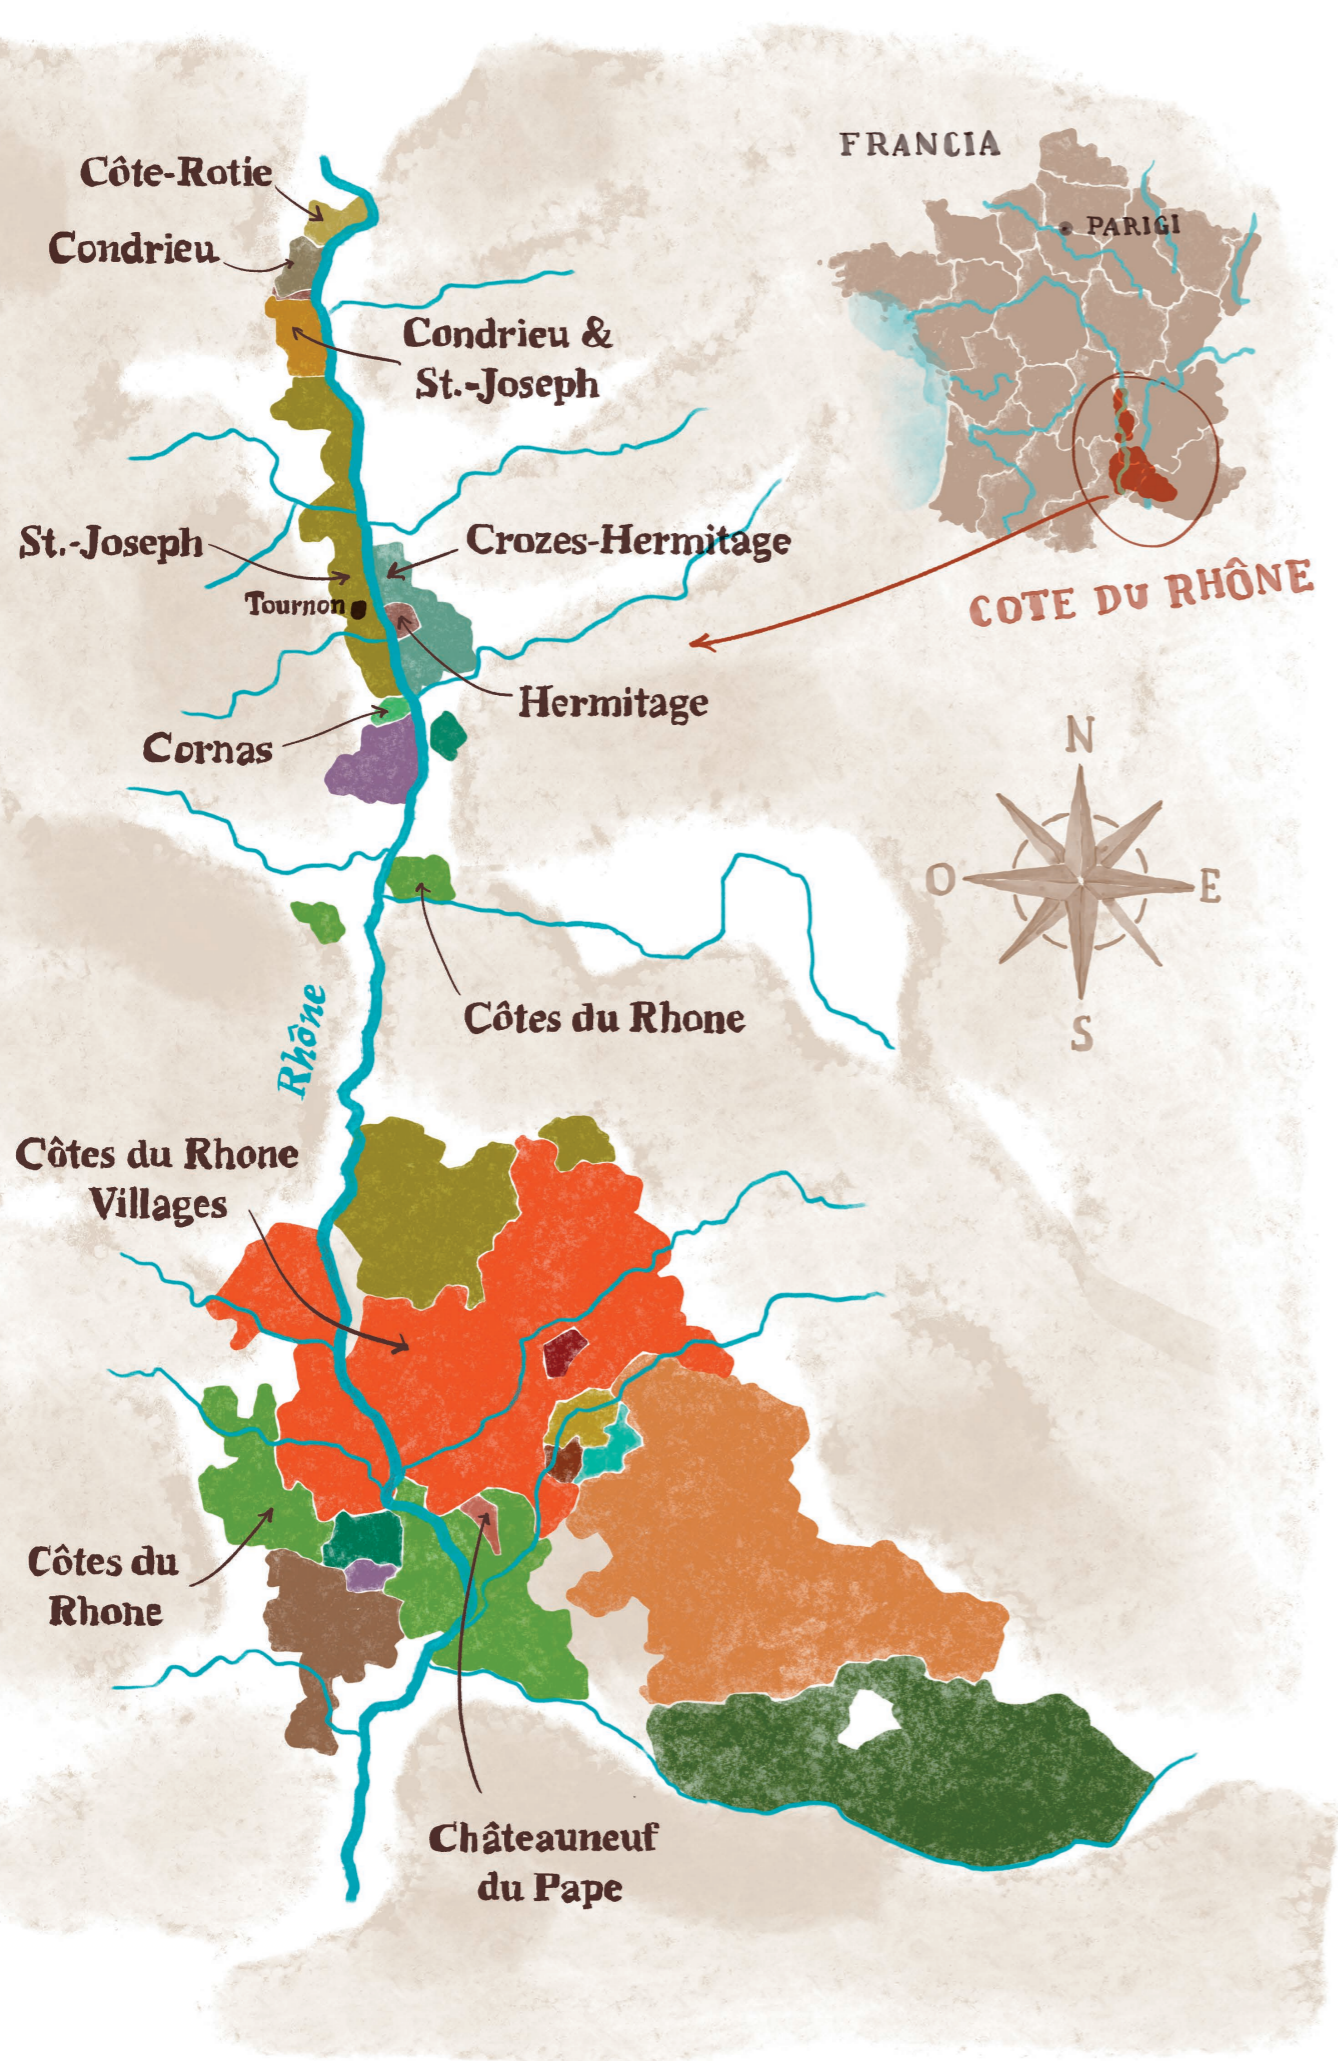 FRANCIA
PARIGI
COTE DU RHÔNE
Côte-Rotie
Condrieu
Condrieu &
St.-Joseph
St.-Joseph
Crozes-Hermitage
Tournon
Hermitage
Cornas
N
O
E
S
Côtes du Rhone
Rhône
Côtes du Rhone
Villages
Côtes du
Rhone
Châteauneuf
du Pape